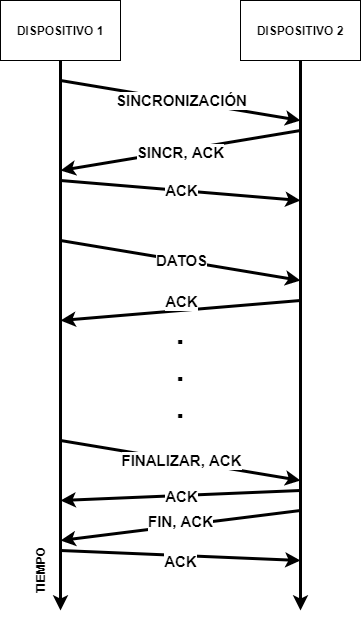 DISPOSITIVO 1
DISPOSITIVO 2
SINCRONIZACIÓN
SINCR, ACK
ACK
DATOS
ACK
.
.
.
FINALIZAR, ACK
ACK
FIN, ACK
ACK
TIEMPO